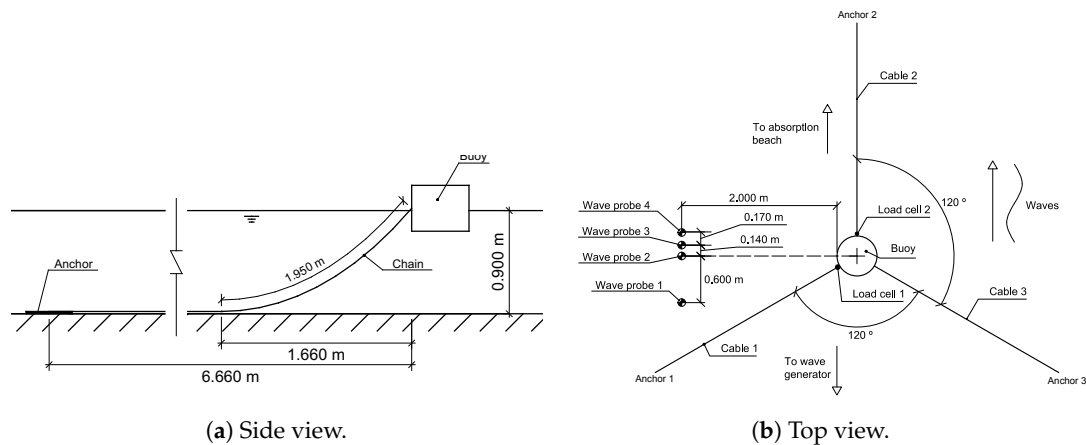 Buoy
Anchor
1.950 m
Chain
0.900 m
1.660 m
6.660 m
(a) Side view.
Anchor 2
Cable 2
To absorption
beach
120 º
Waves
2.000 m
Wave probe 4
0.170 m
Wave probe 3
0.140 m
Load cell 2
Buoy
Wave probe 2
0.600 m
Wave probe 1
Load cell 1
Cable 3
120 º
Cable 1
To wave
generator
Anchor 1
Anchor 3
(b) Top view.